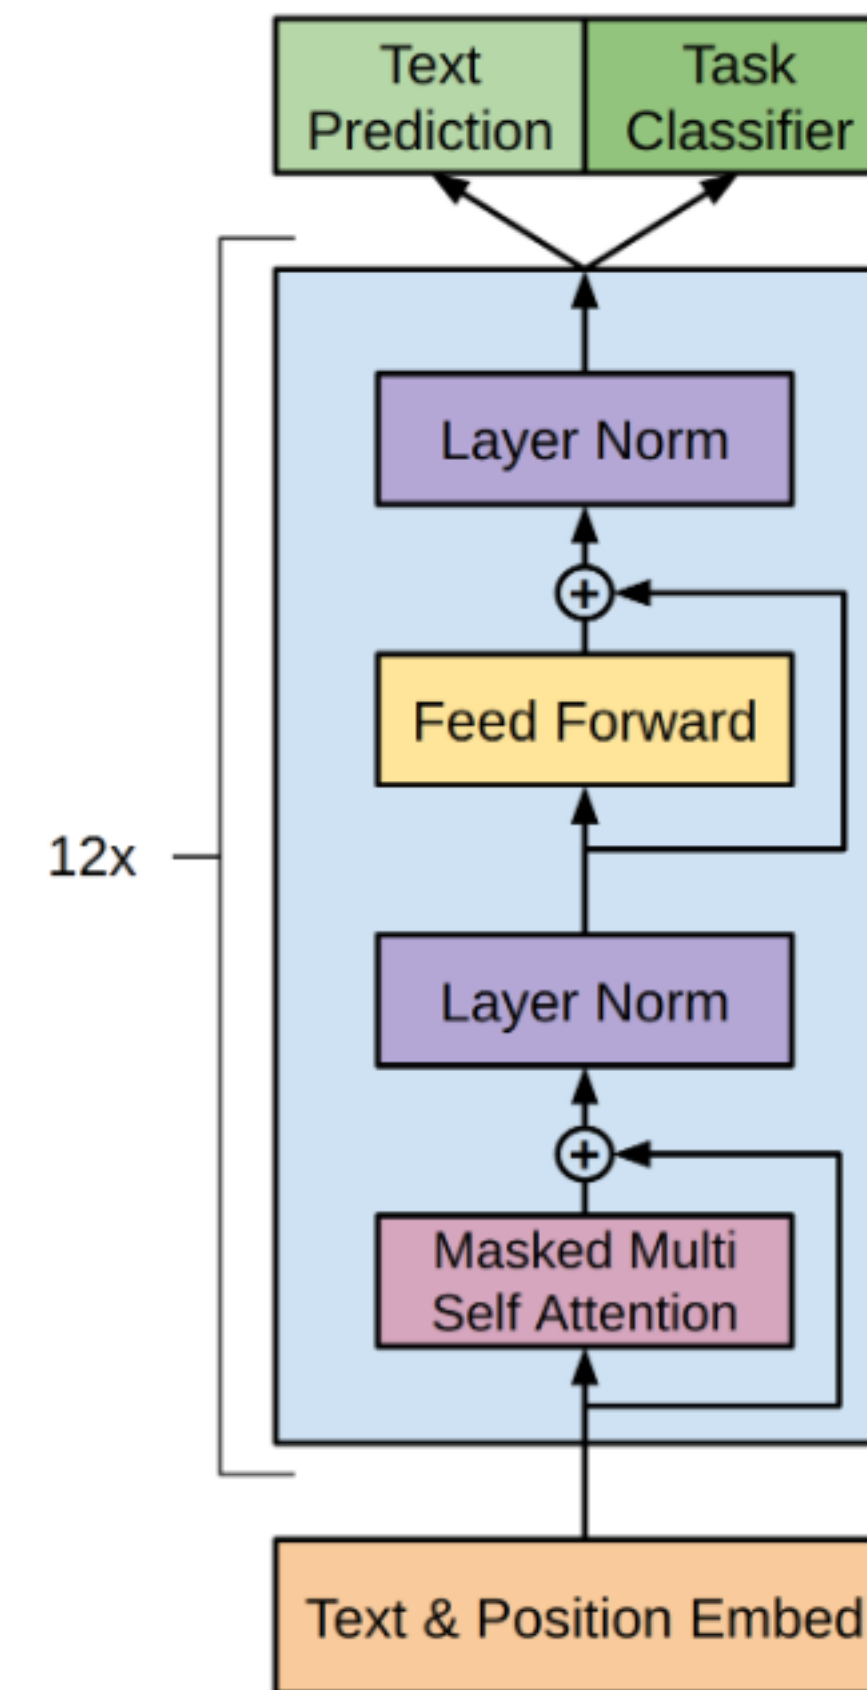 Text
Prediction
Task
Classifier
Layer Norm
+
Feed Forward
12x
Layer Norm
+
Masked Multi
Self Attention
Text & Position Embed